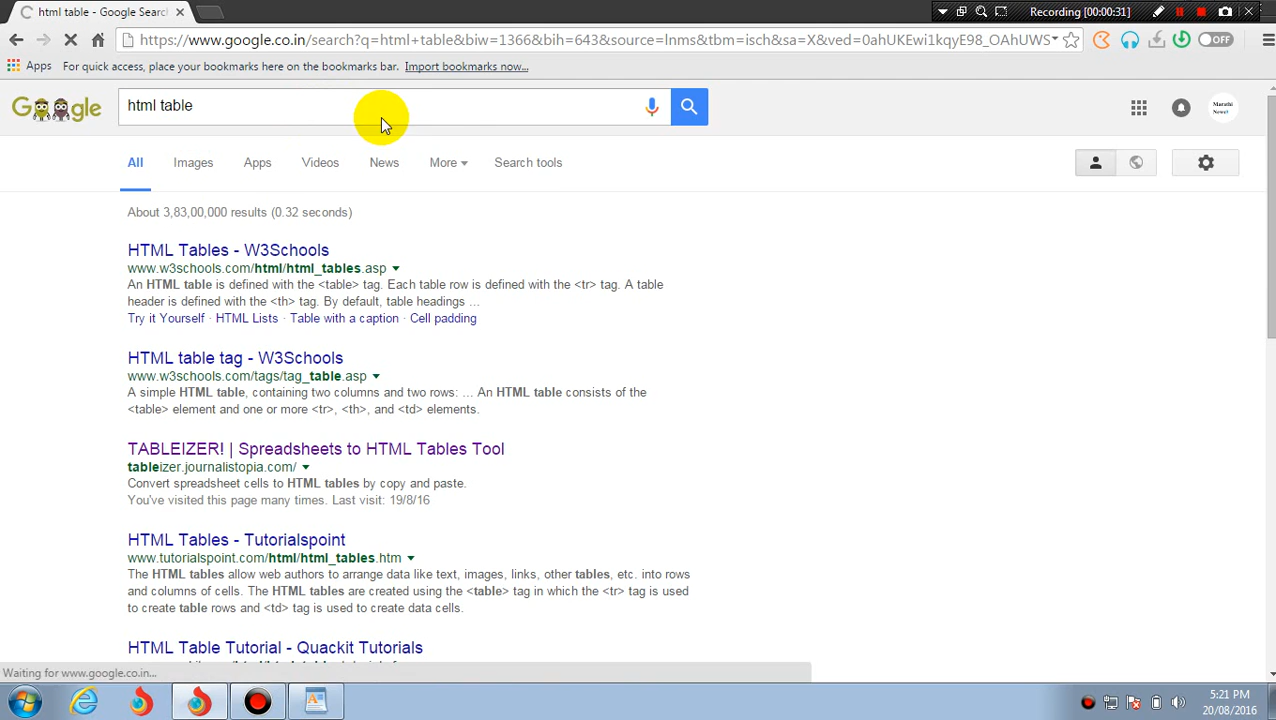 html table - Google Searc
Recording [00:00:31]
https://www.google.co.in/search?q=html+table&biw=1366&bih=643&source=lnms&tbm=isch&sa=X&ved=0ahUKEwi1kqyE98_OAhUWS
OFF
Apps For quick access, place your bookmarks here on the bookmarks bar. Import bookmarks now...
Google
html table
Marathi
News!
All Images Apps Videos News More Search tools
About 3,83,00,000 results (0.32 seconds)
HTML Tables - W3Schools
www.w3schools.com/html/html_tables.asp
An HTML table is defined with the <table> tag. Each table row is defined with the <tr> tag. A table
header is defined with the <th> tag. By default, table headings ...
Try it Yourself · HTML Lists · Table with a caption · Cell padding
HTML table tag - W3Schools
www.w3schools.com/tags/tag_table.asp
A simple HTML table, containing two columns and two rows: ... An HTML table consists of the
<table> element and one or more <tr>, <th>, and <td> elements.
TABLEIZER! | Spreadsheets to HTML Tables Tool
tableizer.journalistopia.com/
Convert spreadsheet cells to HTML tables by copy and paste.
You've visited this page many times. Last visit: 19/8/16
HTML Tables - Tutorialspoint
www.tutorialspoint.com/html/html_tables.htm
The HTML tables allow web authors to arrange data like text, images, links, other tables, etc. into rows
and columns of cells. The HTML tables are created using the <table> tag in which the <tr> tag is used
to create table rows and <td> tag is used to create data cells.
HTML Table Tutorial - Quackit Tutorials
Waiting for www.google.co.in...
5:21 PM
20/08/2016